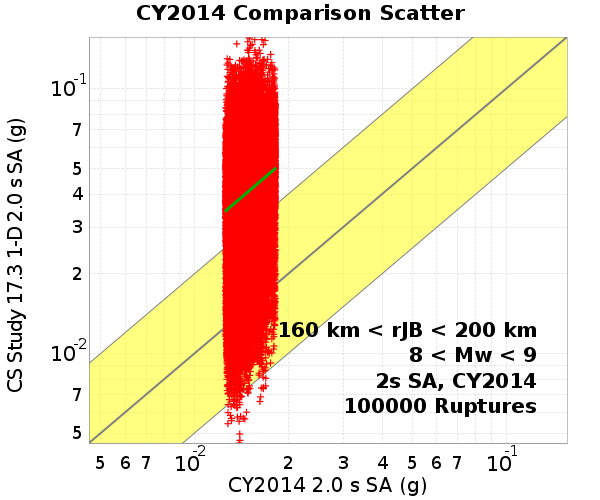 CY2014 Comparison Scatter
CS Study 17.3 1-D 2.0 s SA (g)
10^-1
7
5
4
3
2
10^-2
7
5
160 km < rJB < 200 km
8 < Mw < 9
2s SA, CY2014
100000 Ruptures
5 6 7 10^-2 2 3 4 5 6 7 10^-1
CY2014 2.0 s SA (g)